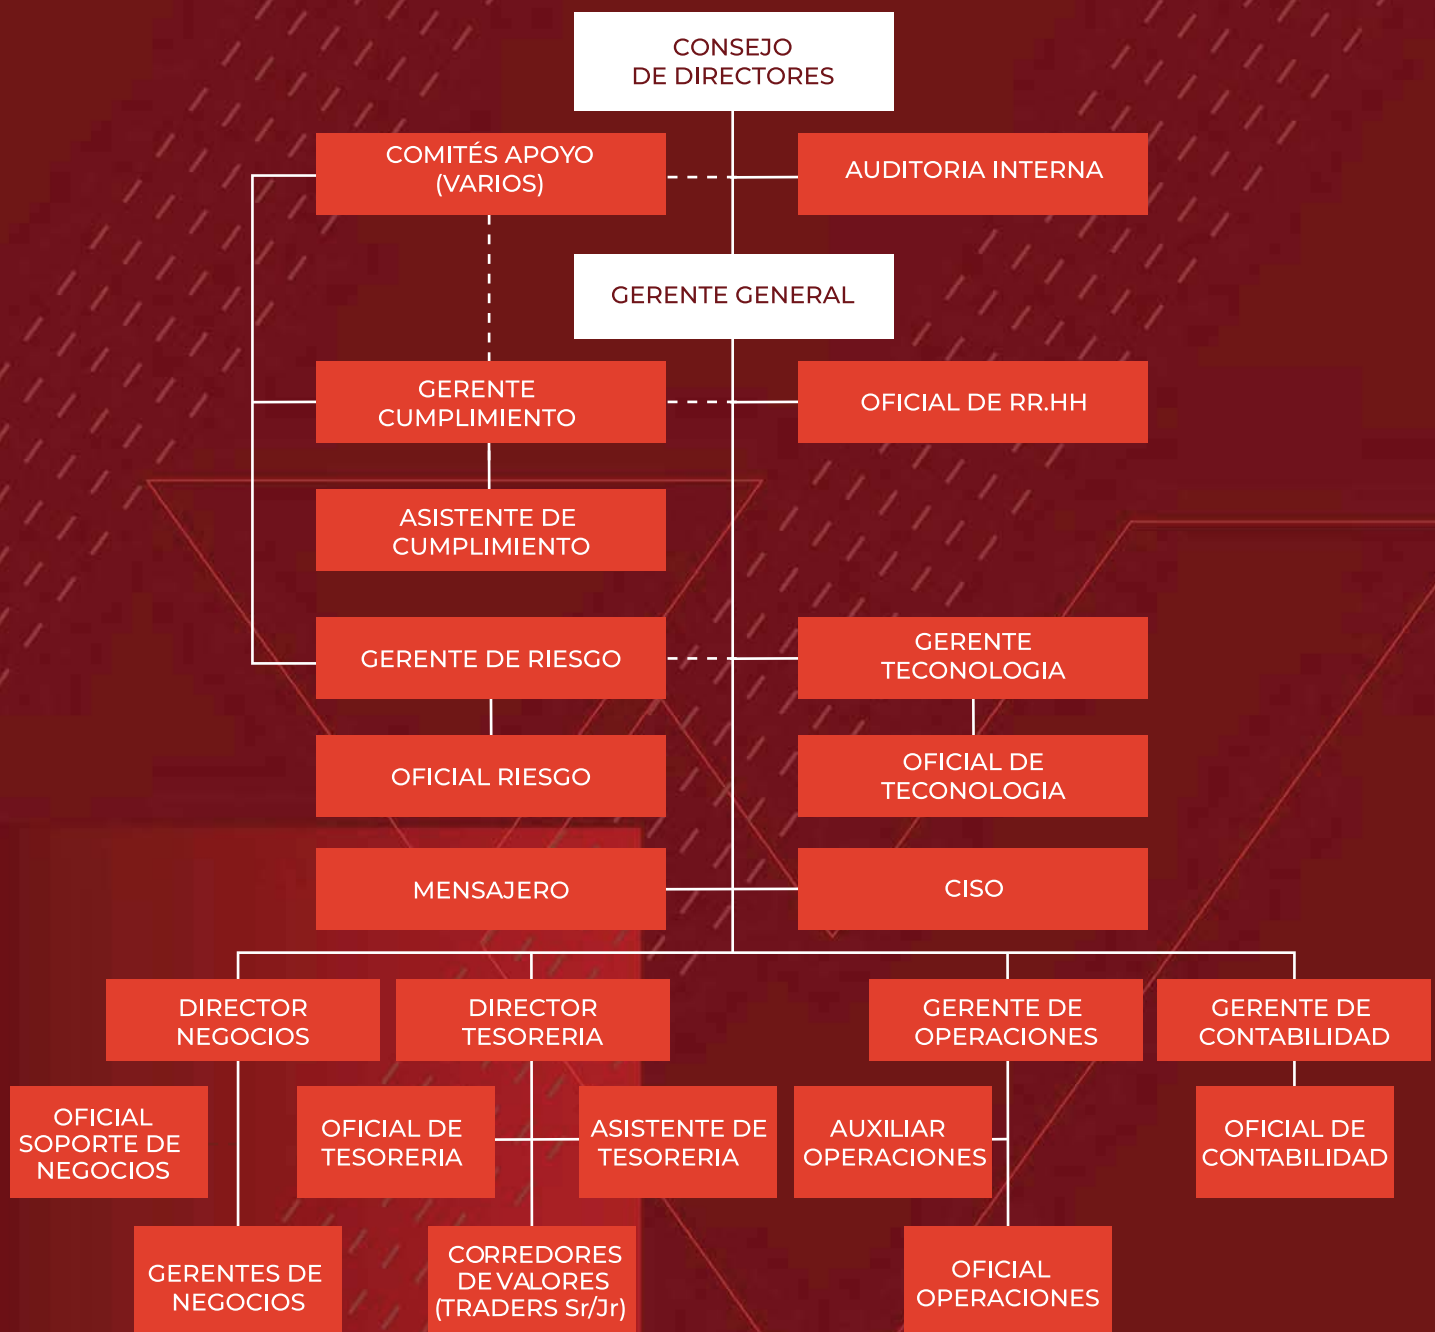 CONSEJO
DE DIRECTORES
COMITÉS APOYO
(VARIOS)
AUDITORIA INTERNA
GERENTE GENERAL
GERENTE
CUMPLIMIENTO
OFICIAL DE RR.HH
ASISTENTE DE
CUMPLIMIENTO
GERENTE DE RIESGO
GERENTE
TECONOLOGIA
OFICIAL RIESGO
OFICIAL DE
TECONOLOGIA
MENSAJERO
CISO
DIRECTOR
NEGOCIOS
DIRECTOR
TESORERIA
GERENTE DE
OPERACIONES
GERENTE DE
CONTABILIDAD
OFICIAL
SOPORTE DE
NEGOCIOS
OFICIAL DE
TESORERIA
ASISTENTE DE
TESORERIA
AUXILIAR
OPERACIONES
OFICIAL DE
CONTABILIDAD
GERENTES DE
NEGOCIOS
CORREDORES
DE VALORES
(TRADERS Sr/Jr)
OFICIAL
OPERACIONES